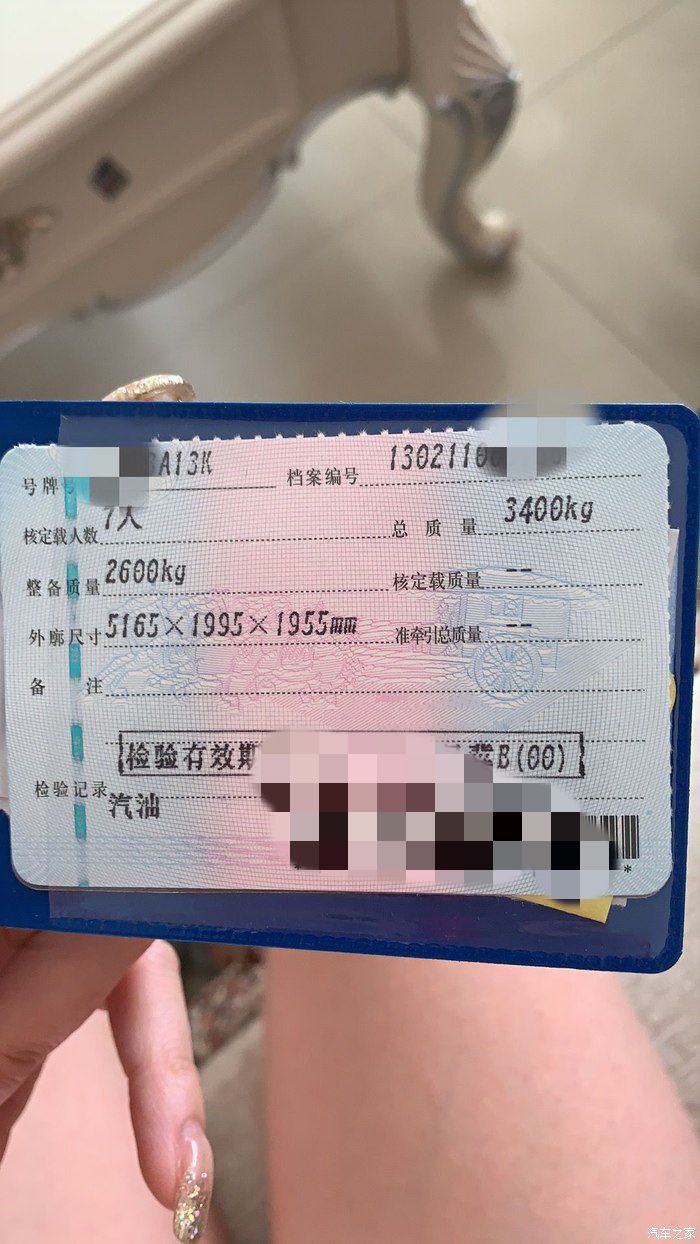 号牌 A13K 档案编号 1302110
核定载人数 7人 总质量 3400kg
整备质量 2600kg 核定载质量 --
外廓尺寸 5165×1995×1955mm 准牵引总质量 --
备注
检验有效期 B(00)
检验记录
汽油
*
汽车之家